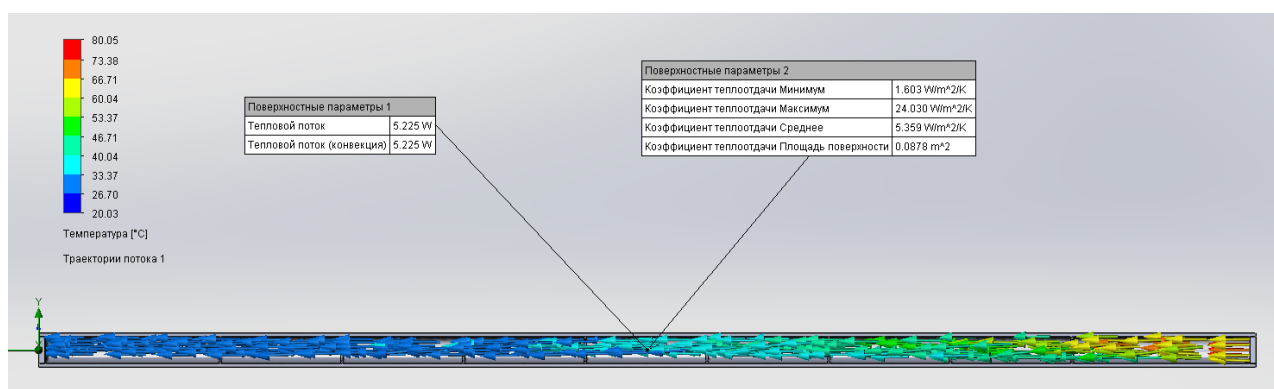 80.05
73.38
66.71
60.04
53.37
46.71
40.04
33.37
26.70
20.03
Температура [°C]
Траектории потока 1
Поверхностные параметры 1
Тепловой поток 5.225 W
Тепловой поток (конвекция) 5.225 W
Поверхностные параметры 2
Коэффициент теплоотдачи Минимум 1.603 W/m^2/K
Коэффициент теплоотдачи Максимум 24.030 W/m^2/K
Коэффициент теплоотдачи Среднее 5.359 W/m^2/K
Коэффициент теплоотдачи Площадь поверхности 0.0878 m^2
Y